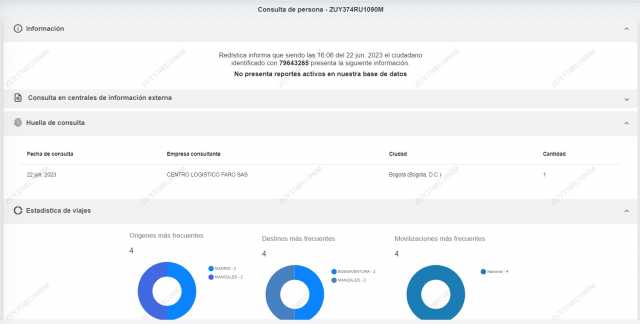 Consulta de persona - ZUY374RU1090M
Información
Redlistica informa que siendo las 16:06 del 22 jun. 2023 el ciudadano
identificado con 79643265 presenta la siguiente información.
No presenta reportes activos en nuestra base de datos
Consulta en centrales de información externa
Huella de consulta
Fecha de consulta Empresa consultante Ciudad Cantidad
22 jun. 2023 CENTRO LOGISTICO FARO SAS Bogotá (Bogota, D.C.) 1
Estadística de viajes
Orígenes más frecuentes Destinos más frecuentes Movilizaciones más frecuentes
4 4 4
MADRID - 2 BUENAVENTURA - 2 Nacional - 4
MANIZALES - 2 MANIZALES - 2